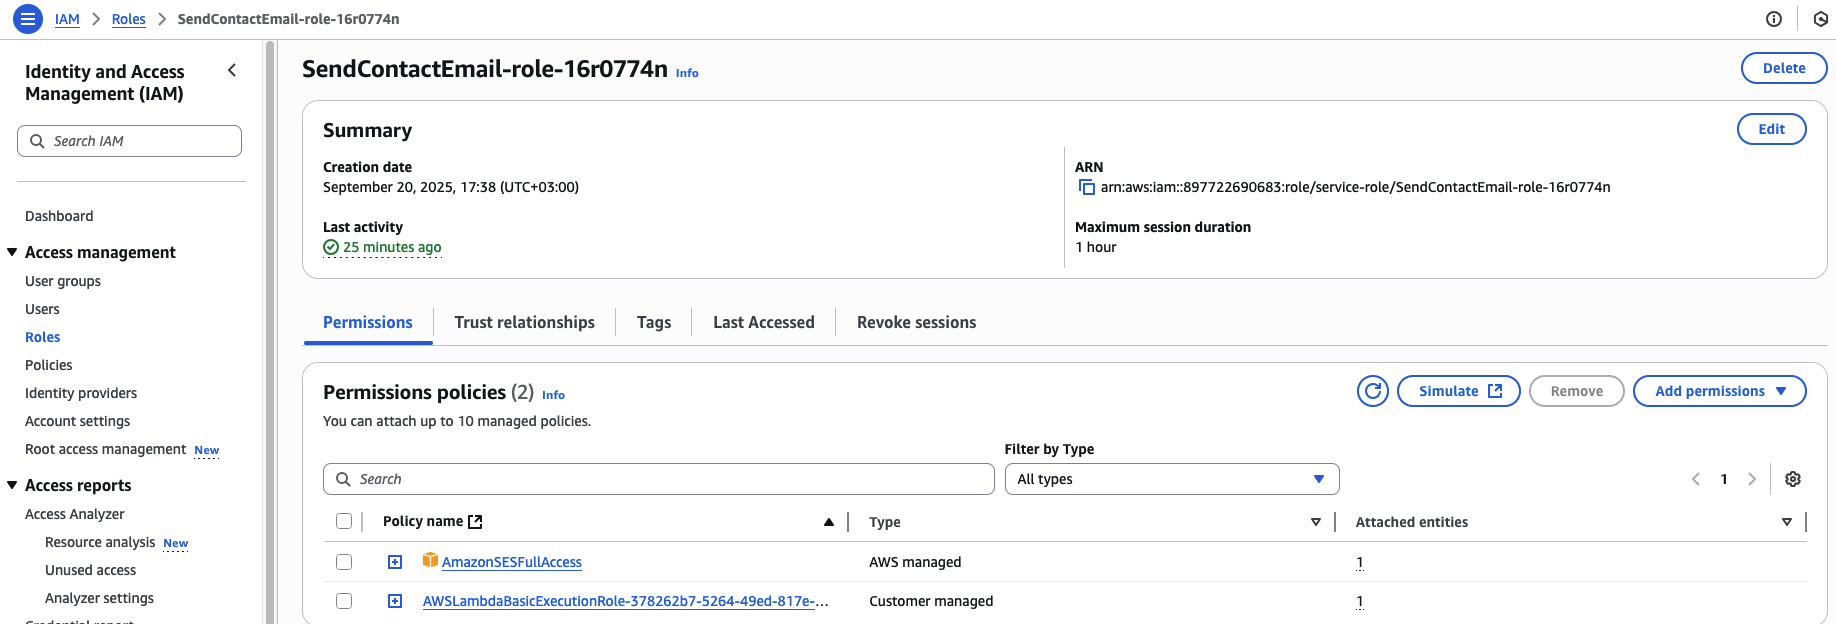 IAM > Roles > SendContactEmail-role-16r0774n
Identity and Access Management (IAM)
Search IAM
Dashboard
Access management
User groups
Users
Roles
Policies
Identity providers
Account settings
Root access management New
Access reports
Access Analyzer
Resource analysis New
Unused access
Analyzer settings
Credential report
SendContactEmail-role-16r0774n Info
Delete
Summary
Edit
Creation date
September 20, 2025, 17:38 (UTC+03:00)
ARN
arn:aws:iam::897722690683:role/service-role/SendContactEmail-role-16r0774n
Last activity
25 minutes ago
Maximum session duration
1 hour
Permissions
Trust relationships
Tags
Last Accessed
Revoke sessions
Permissions policies (2) Info
Simulate
Remove
Add permissions
You can attach up to 10 managed policies.
Filter by Type
Search
All types
1
Policy name
Type
Attached entities
AmazonSESFullAccess
AWS managed
1
AWSLambdaBasicExecutionRole-378262b7-5264-49ed-817e-...
Customer managed
1